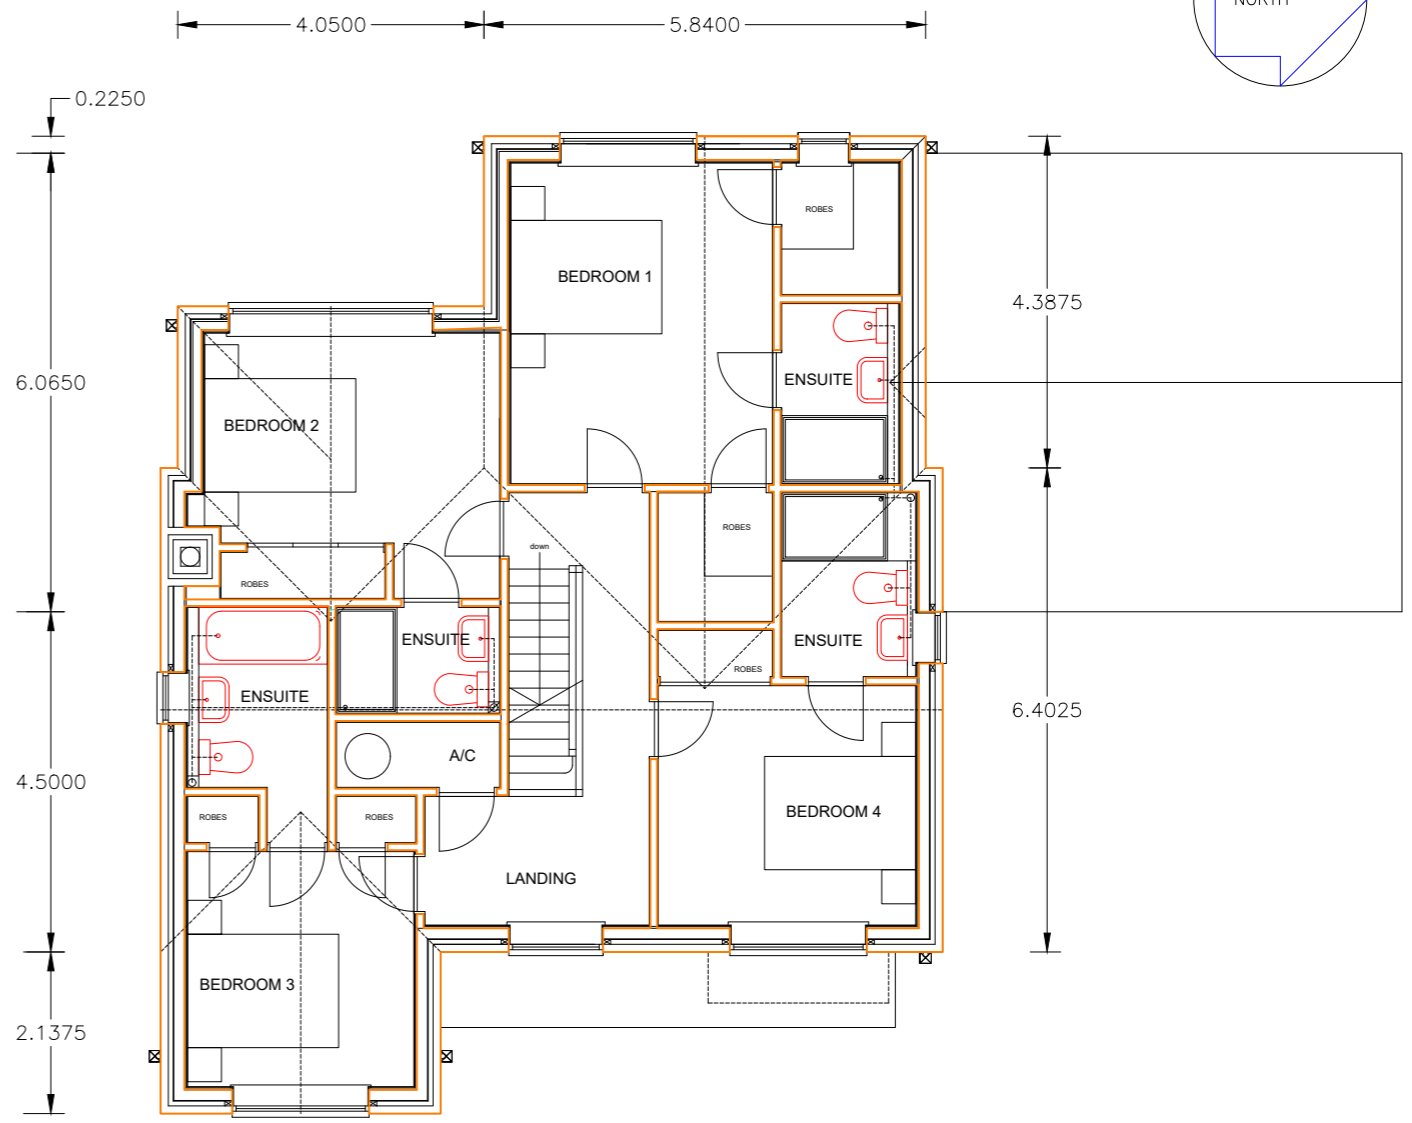 NORTH
4.0500
5.8400
0.2250
ROBES
BEDROOM 1
4.3875
6.0650
ENSUITE
BEDROOM 2
ROBES
down
ROBES
ENSUITE
ENSUITE
ROBES
ENSUITE
6.4025
A/C
4.5000
BEDROOM 4
ROBES
ROBES
LANDING
BEDROOM 3
2.1375